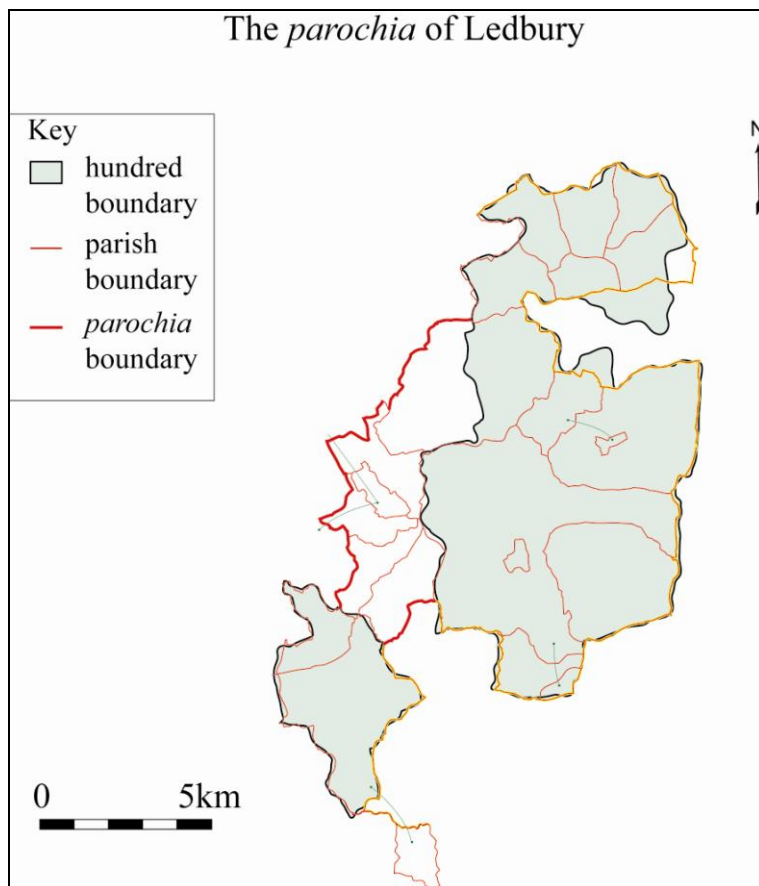 The parochia of Ledbury
N
Key
hundred
boundary
parish
boundary
parochia
boundary
0 5km